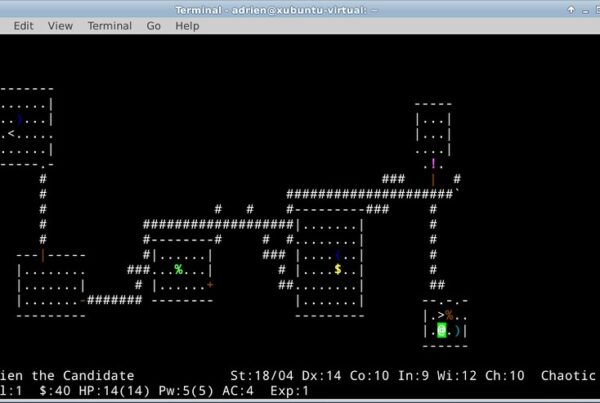 Terminal - adrien@xubuntu-virtual: ~
Edit View Terminal Go Help
ien the Candidate St:18/04 Dx:14 Co:10 In:9 Wi:12 Ch:10 Chaotic
l:1 $:40 HP:14(14) Pw:5(5) AC:4 Exp:1